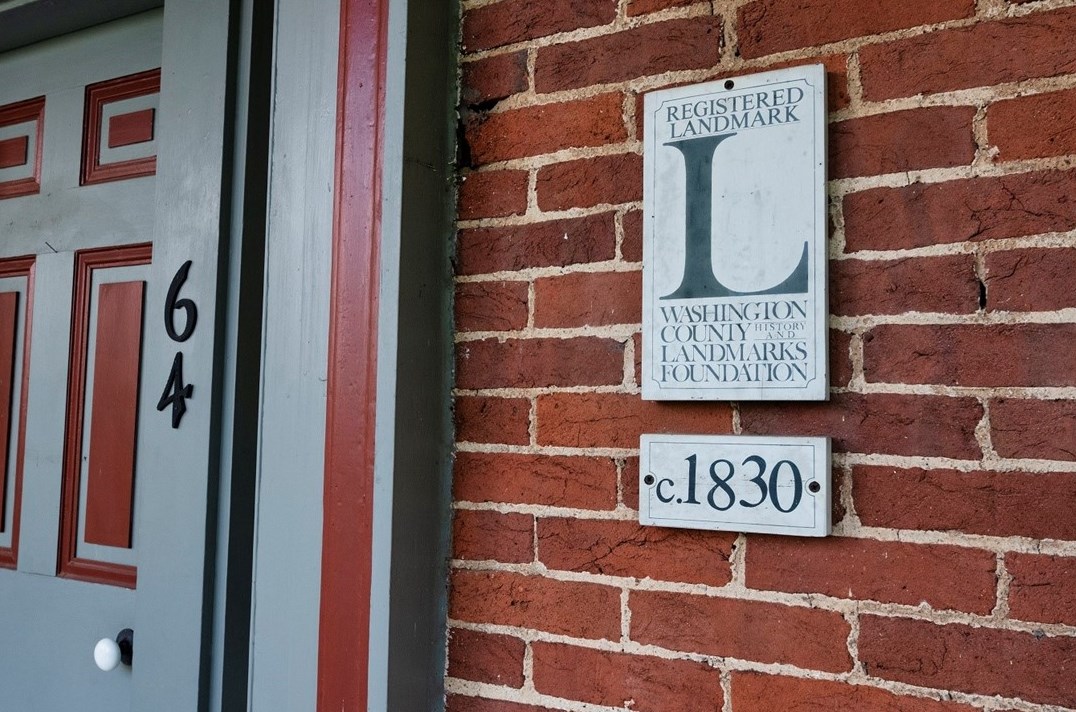 64
REGISTERED
LANDMARK
L
WASHINGTON
COUNTY HISTORY AND
LANDMARKS
FOUNDATION
c.1830